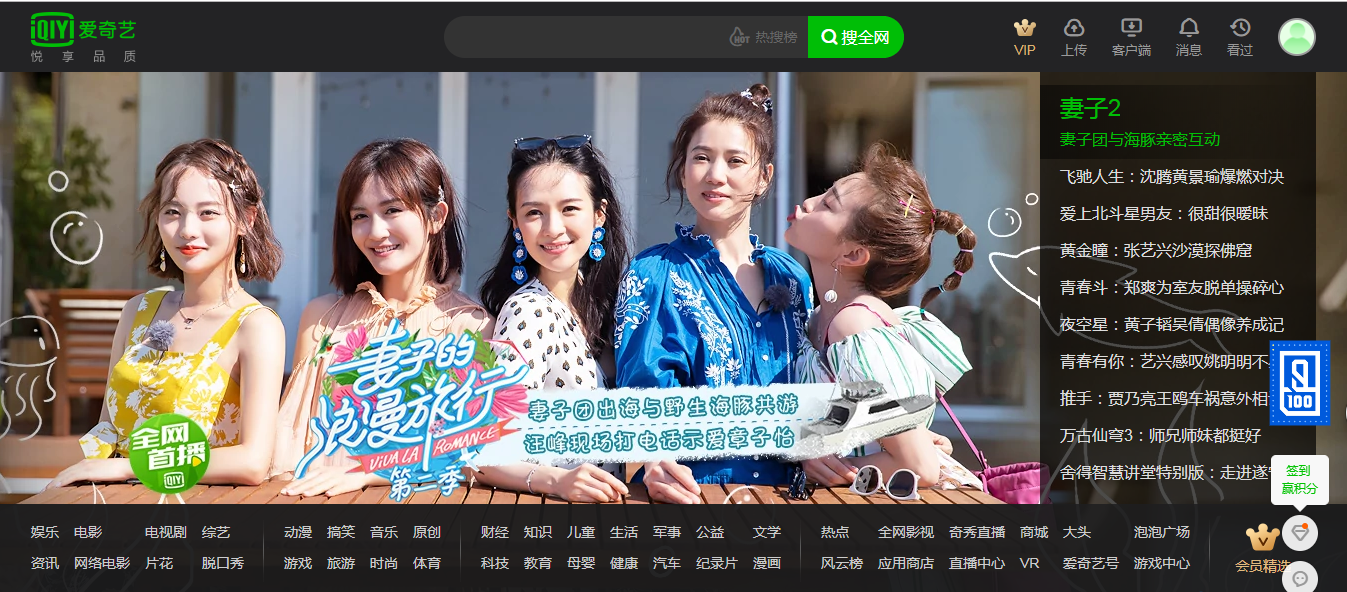 iQIY 爱奇艺
悦享品质
HOT 热搜榜
搜全网
VIP 上传 客户端 消息 看过
妻子2
妻子团与海豚亲密互动
飞驰人生：沈腾黄景瑜爆燃对决
爱上北斗星男友：很甜很暧昧
黄金瞳：张艺兴沙漠探佛窟
青春斗：郑爽为室友脱单操碎心
夜空星：黄子韬吴倩偶像养成记
青春有你：艺兴感叹姚明明不
推手：贾乃亮王鸥车祸意外相
万古仙穹3：师兄师妹都挺好
舍得智慧讲堂特别版：走进遂
100
签到
赢积分
妻子的
浪漫旅行
VIVA LA ROMANCE
第二季
妻子团出海与野生海豚共游
汪峰现场打电话示爱章子怡
全网
首播
iQIY
娱乐 电影 电视剧 综艺 动漫 搞笑 音乐 原创 财经 知识 儿童 生活 军事 公益 文学 热点 全网影视 奇秀直播 商城 大头 泡泡广场
资讯 网络电影 片花 脱口秀 游戏 旅游 时尚 体育 科技 教育 母婴 健康 汽车 纪录片 漫画 风云榜 应用商店 直播中心 VR 爱奇艺号 游戏中心
会员精选